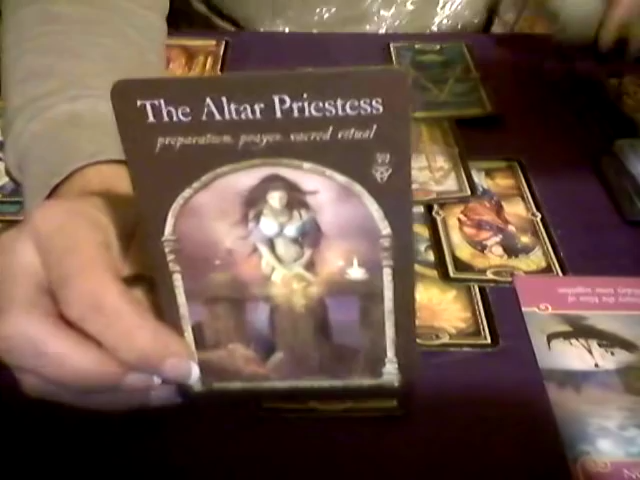 The Altar Priestess
preparation, prayer, sacred ritual